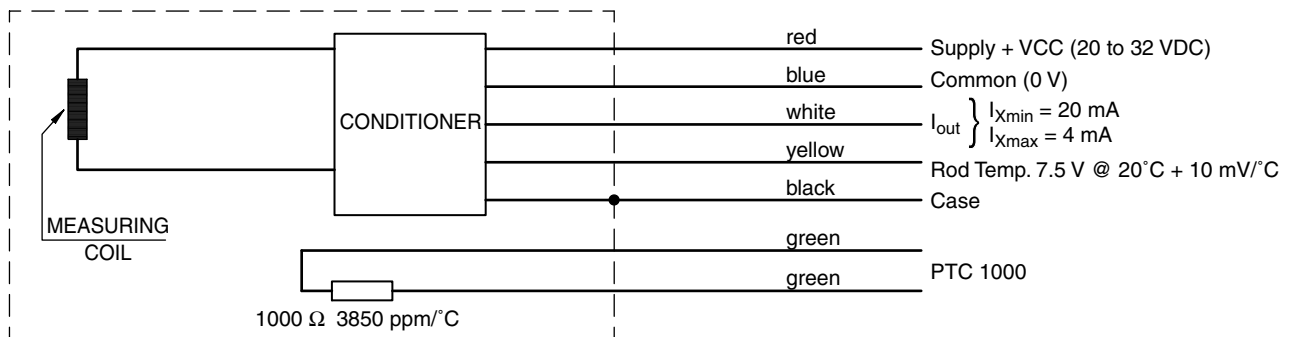 red
Supply + VCC (20 to 32 VDC)
blue
Common (0 V)
white
CONDITIONER
Iout } IXmin = 20 mA
IXmax = 4 mA
yellow
Rod Temp. 7.5 V @ 20˚C + 10 mV/˚C
black
Case
MEASURING
COIL
green
green
PTC 1000
1000 Ω 3850 ppm/˚C